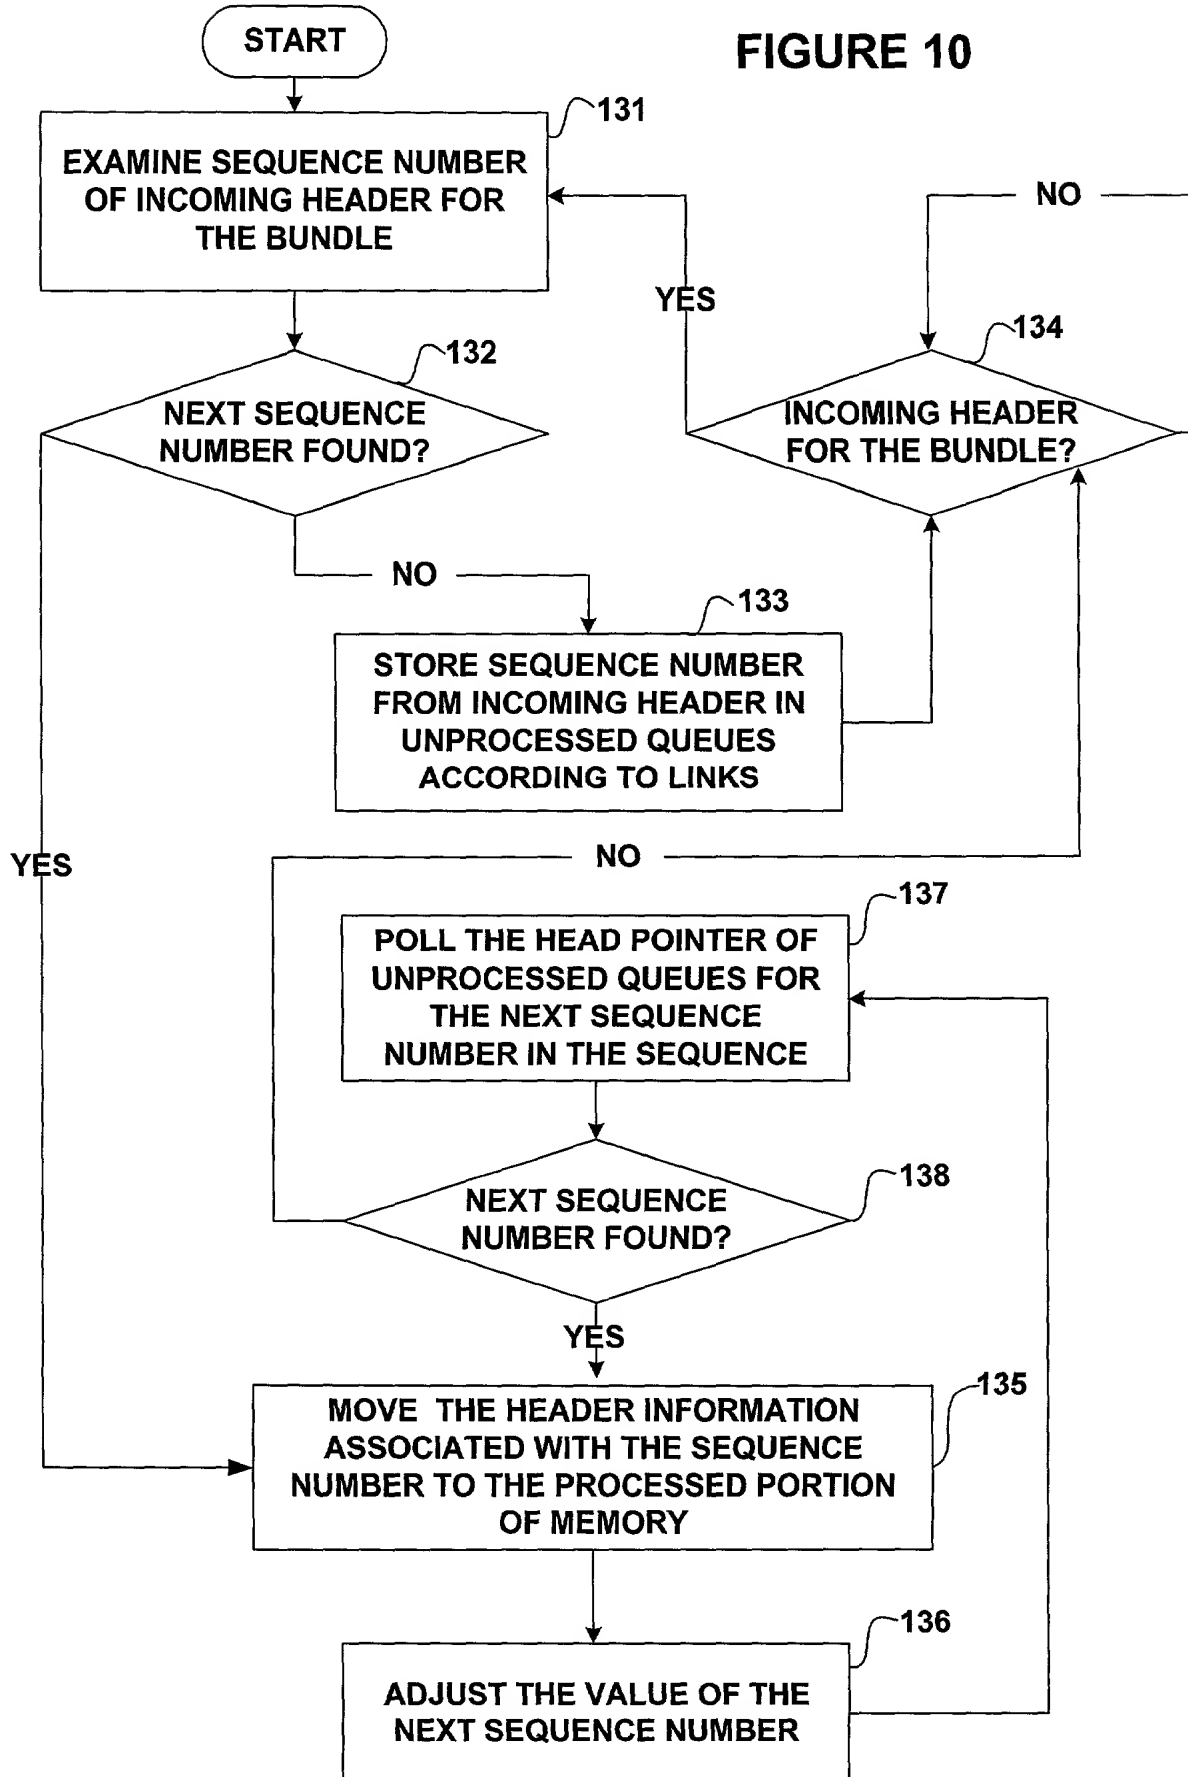 START
FIGURE 10
131
EXAMINE SEQUENCE NUMBER
OF INCOMING HEADER FOR
THE BUNDLE
NO
YES
134
132
NEXT SEQUENCE
NUMBER FOUND?
INCOMING HEADER
FOR THE BUNDLE?
NO
133
STORE SEQUENCE NUMBER
FROM INCOMING HEADER IN
UNPROCESSED QUEUES
ACCORDING TO LINKS
YES
NO
137
POLL THE HEAD POINTER OF
UNPROCESSED QUEUES FOR
THE NEXT SEQUENCE
NUMBER IN THE SEQUENCE
138
NEXT SEQUENCE
NUMBER FOUND?
YES
135
MOVE THE HEADER INFORMATION
ASSOCIATED WITH THE SEQUENCE
NUMBER TO THE PROCESSED PORTION
OF MEMORY
136
ADJUST THE VALUE OF THE
NEXT SEQUENCE NUMBER